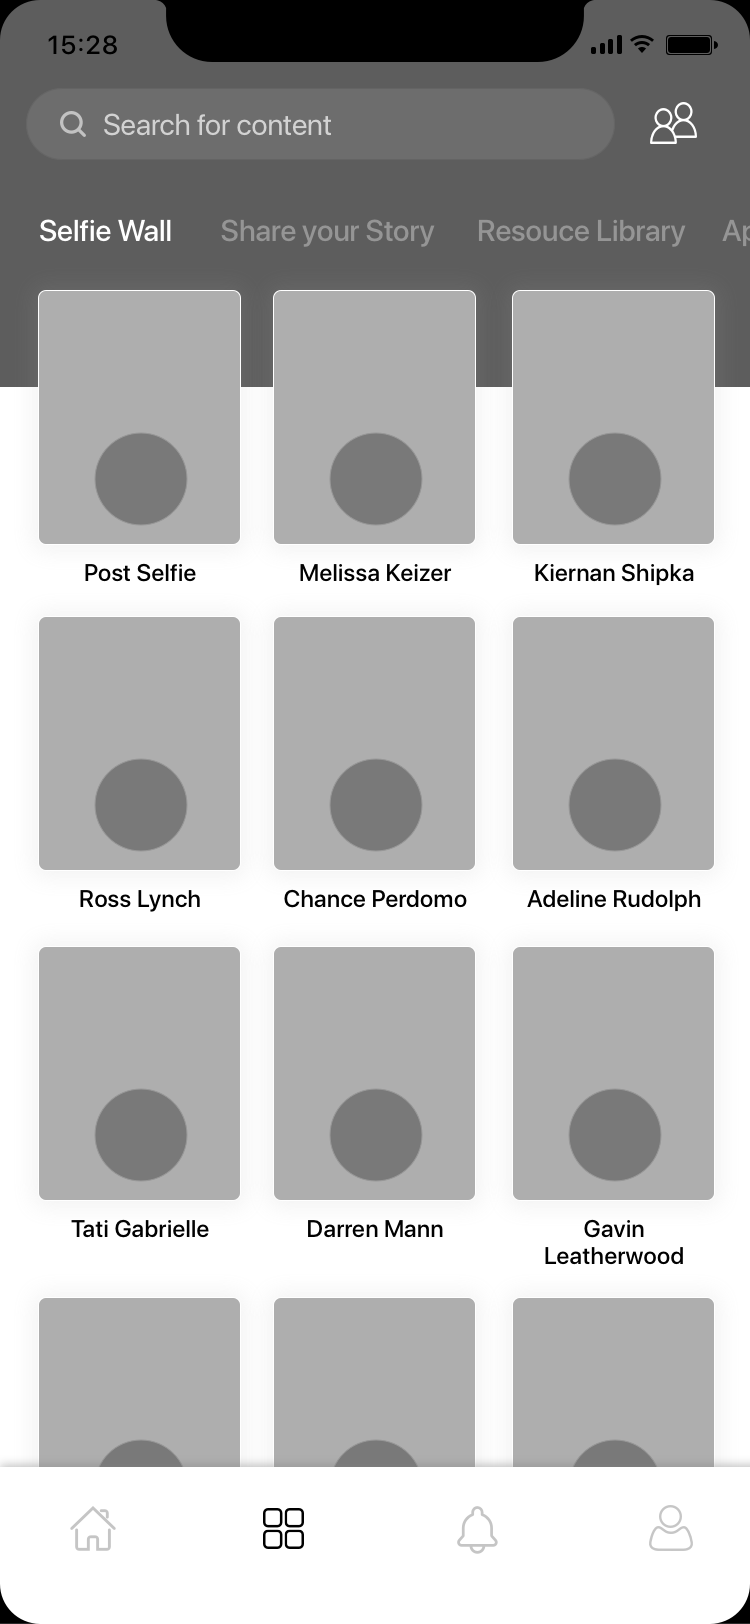 15:28
Search for content
Selfie Wall Share your Story Resouce Library Ap
Post Selfie Melissa Keizer Kiernan Shipka
Ross Lynch Chance Perdomo Adeline Rudolph
Tati Gabrielle Darren Mann Gavin
Leatherwood